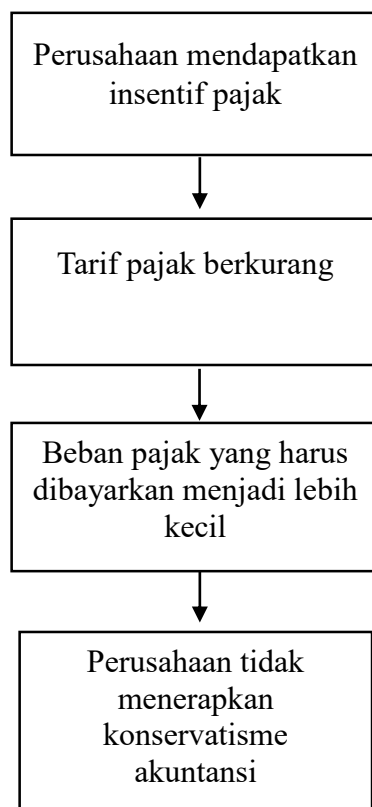 Perusahaan mendapatkan
insentif pajak
Tarif pajak berkurang
Beban pajak yang harus
dibayarkan menjadi lebih
kecil
Perusahaan tidak
menerapkan
konservatisme
akuntansi